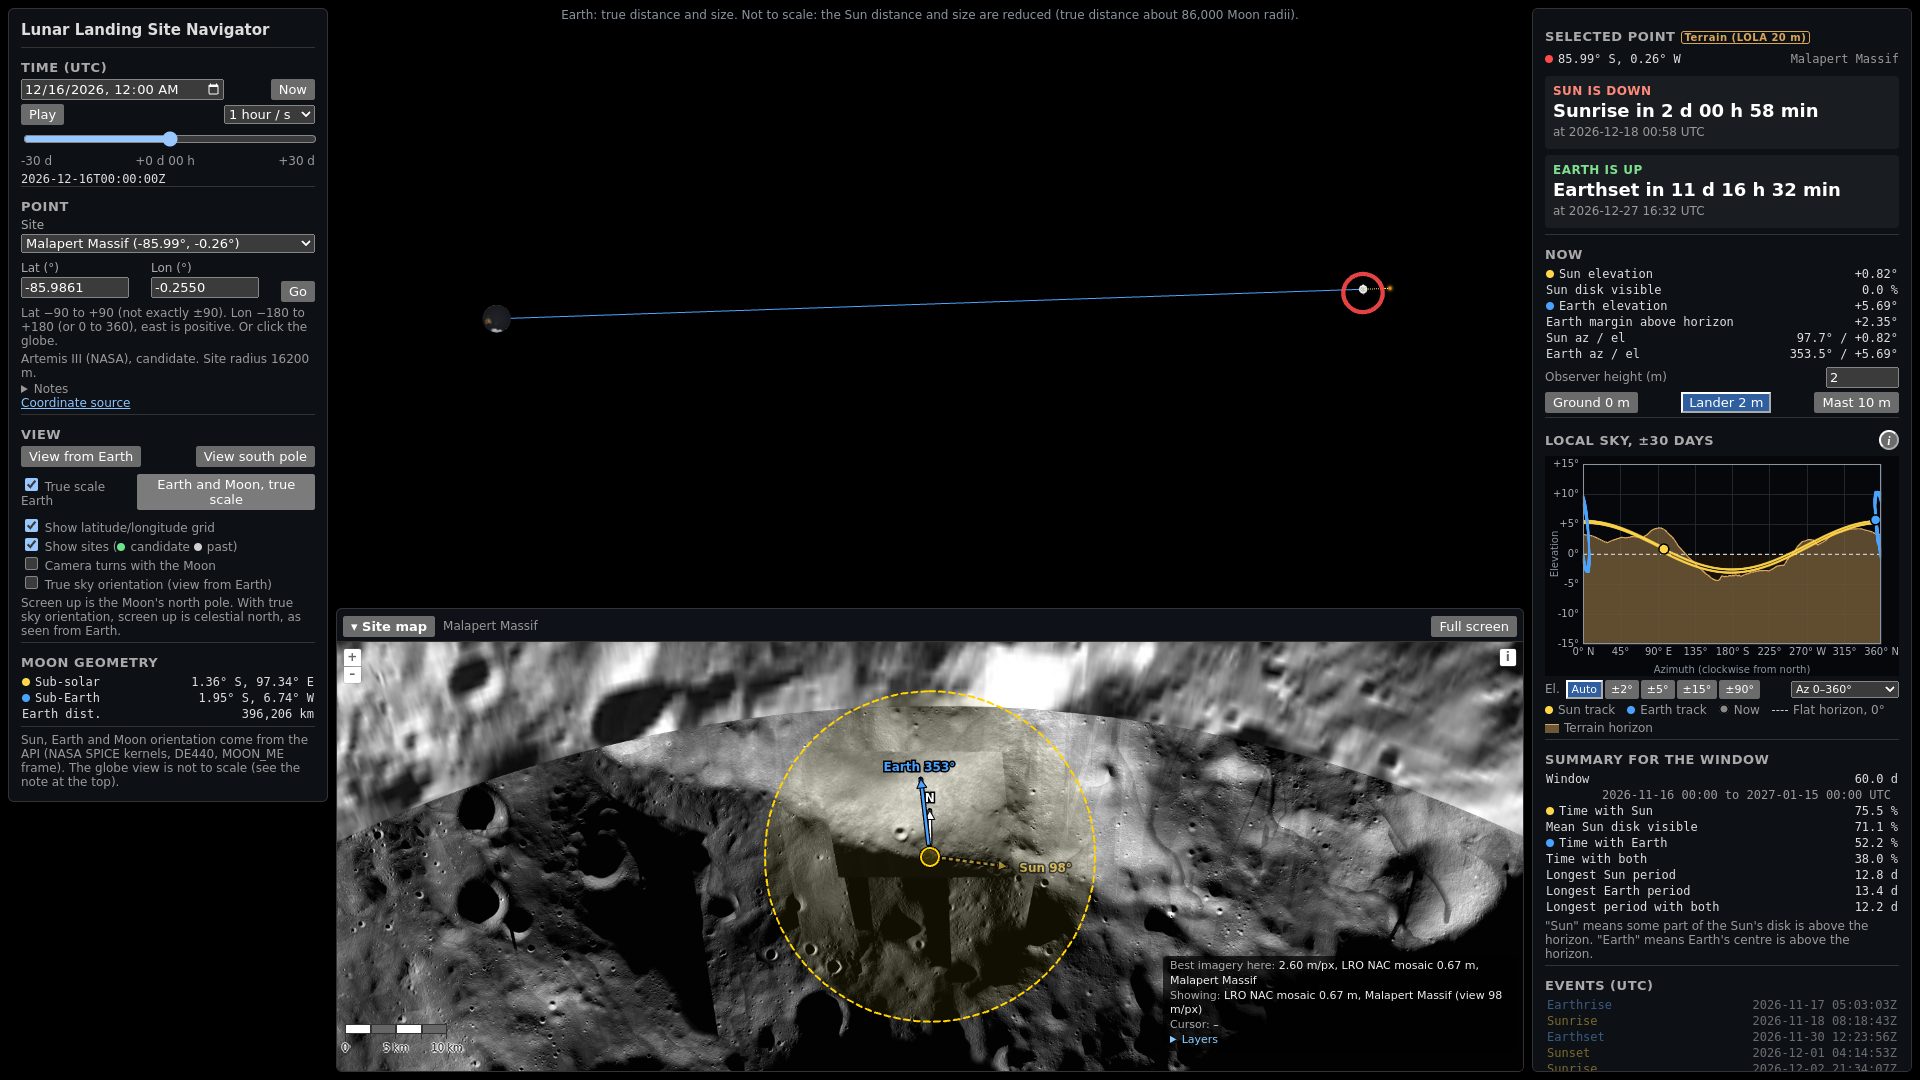 Lunar Landing Site Navigator
TIME (UTC)
12/16/2026, 12:00 AM
Now
Play
1 hour / s
-30 d
+0 d 00 h
+30 d
2026-12-16T00:00:00Z
POINT
Site
Malapert Massif (-85.99°, -0.26°)
Lat (°)
Lon (°)
-85.9861
-0.2550
Go
Lat −90 to +90 (not exactly ±90). Lon −180 to
+180 (or 0 to 360), east is positive. Or click the
globe.
Artemis III (NASA), candidate. Site radius 16200
m.
▶ Notes
Coordinate source
VIEW
View from Earth
View south pole
True scale
Earth
Earth and Moon, true
scale
Show latitude/longitude grid
Show sites (● candidate ● past)
Camera turns with the Moon
True sky orientation (view from Earth)
Screen up is the Moon's north pole. With true
sky orientation, screen up is celestial north, as
seen from Earth.
MOON GEOMETRY
Sub-solar 1.36° S, 97.34° E
Sub-Earth 1.95° S, 6.74° W
Earth dist. 396,206 km
Sun, Earth and Moon orientation come from the
API (NASA SPICE kernels, DE440, MOON_ME
frame). The globe view is not to scale (see the
note at the top).
Earth: true distance and size. Not to scale: the Sun distance and size are reduced (true distance about 86,000 Moon radii).
▾ Site map
Malapert Massif
Full screen
+
-
i
Earth 353°
N
Sun 98°
0 5 km 10 km
Best imagery here: 2.60 m/px, LRO NAC mosaic 0.67 m,
Malapert Massif
Showing: LRO NAC mosaic 0.67 m, Malapert Massif (view 98
m/px)
Cursor: –
▶ Layers
SELECTED POINT Terrain (LOLA 20 m)
85.99° S, 0.26° W Malapert Massif
SUN IS DOWN
Sunrise in 2 d 00 h 58 min
at 2026-12-18 00:58 UTC
EARTH IS UP
Earthset in 11 d 16 h 32 min
at 2026-12-27 16:32 UTC
NOW
Sun elevation +0.82°
Sun disk visible 0.0 %
Earth elevation +5.69°
Earth margin above horizon +2.35°
Sun az / el 97.7° / +0.82°
Earth az / el 353.5° / +5.69°
Observer height (m) 2
Ground 0 m
Lander 2 m
Mast 10 m
LOCAL SKY, ±30 DAYS
i
+15°
+10°
+5°
0°
-5°
-10°
-15°
Elevation
0° N 45° 90° E 135° 180° S 225° 270° W 315° 360° N
Azimuth (clockwise from north)
El. Auto ±2° ±5° ±15° ±90° Az 0–360°
Sun track Earth track Now Flat horizon, 0°
Terrain horizon
SUMMARY FOR THE WINDOW
Window 60.0 d
2026-11-16 00:00 to 2027-01-15 00:00 UTC
Time with Sun 75.5 %
Mean Sun disk visible 71.1 %
Time with Earth 52.2 %
Time with both 38.0 %
Longest Sun period 12.8 d
Longest Earth period 13.4 d
Longest period with both 12.2 d
"Sun" means some part of the Sun's disk is above the
horizon. "Earth" means Earth's centre is above the
horizon.
EVENTS (UTC)
Earthrise 2026-11-17 05:03:03Z
Sunrise 2026-11-18 08:18:43Z
Earthset 2026-11-30 12:23:56Z
Sunset 2026-12-01 04:14:53Z
Sunrise 2026-12-02 21:34:07Z